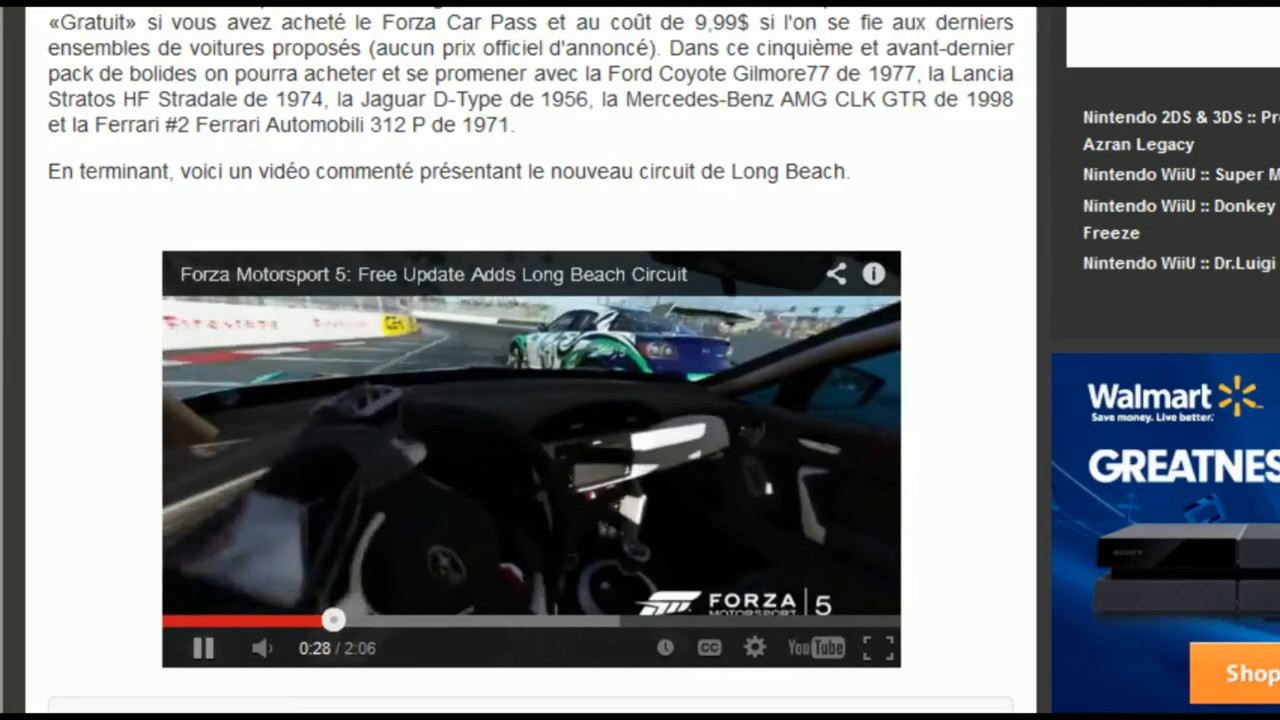 «Gratuit» si vous avez acheté le Forza Car Pass et au coût de 9,99$ si l'on se fie aux derniers
ensembles de voitures proposés (aucun prix officiel d'annoncé). Dans ce cinquième et avant-dernier
pack de bolides on pourra acheter et se promener avec la Ford Coyote Gilmore77 de 1977, la Lancia
Stratos HF Stradale de 1974, la Jaguar D-Type de 1956, la Mercedes-Benz AMG CLK GTR de 1998
et la Ferrari #2 Ferrari Automobili 312 P de 1971.
En terminant, voici un vidéo commenté présentant le nouveau circuit de Long Beach.
Forza Motorsport 5: Free Update Adds Long Beach Circuit
Firestone
FORZA 5
MOTORSPORT
0:28 / 2:06
CC
YouTube
Nintendo 2DS & 3DS :: Pr
Azran Legacy
Nintendo WiiU :: Super M
Nintendo WiiU :: Donkey
Freeze
Nintendo WiiU :: Dr.Luigi
Walmart
Save money. Live better.
GREATNES
SONY
Shop